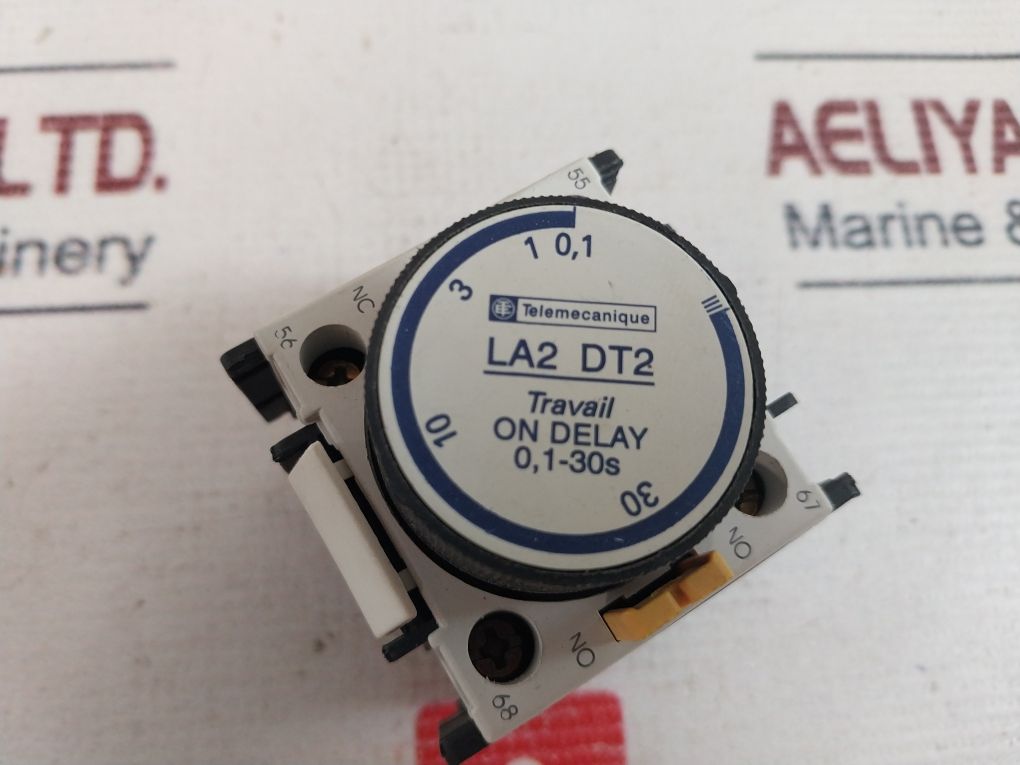 LTD.
AELIYA
Marine &
inery
55
NC
56
1 0,1
3
Telemecanique
LA2 DT2
Travail
10
ON DELAY
0,1-30s
30
67
NO
NO
68